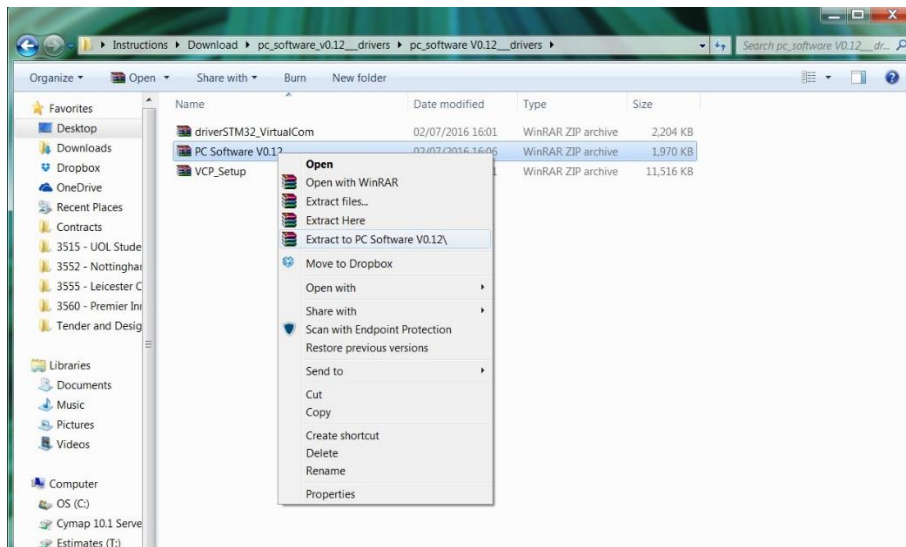 Instructions ▸ Download ▸ pc_software_v0.12__drivers ▸ pc_software V0.12__drivers ▸
Search pc_software V0.12__dr...
Organize Open Share with Burn New folder
Favorites
Desktop
Downloads
Dropbox
OneDrive
Recent Places
Contracts
3515 - UOL Stude
3552 - Nottinghar
3555 - Leicester C
3560 - Premier Inr
Tender and Desig
Libraries
Documents
Music
Pictures
Videos
Computer
OS (C:)
Cymap 10.1 Serve
Estimates (T:)
Name Date modified Type Size
driverSTM32_VirtualCom 02/07/2016 16:01 WinRAR ZIP archive 2,204 KB
PC Software V0.12 02/07/2016 16:06 WinRAR ZIP archive 1,970 KB
VCP_Setup WinRAR ZIP archive 11,516 KB
Open
Open with WinRAR
Extract files...
Extract Here
Extract to PC Software V0.12\
Move to Dropbox
Open with
Share with
Scan with Endpoint Protection
Restore previous versions
Send to
Cut
Copy
Create shortcut
Delete
Rename
Properties